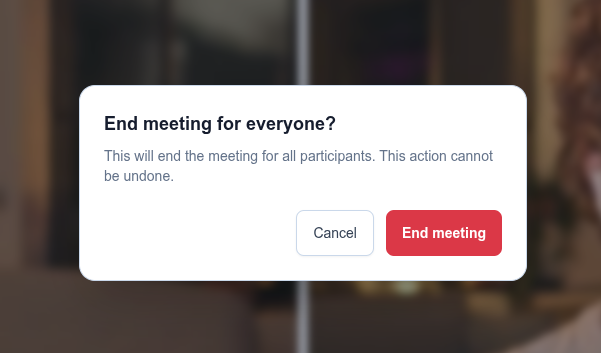 End meeting for everyone?
This will end the meeting for all participants. This action cannot
be undone.
Cancel
End meeting